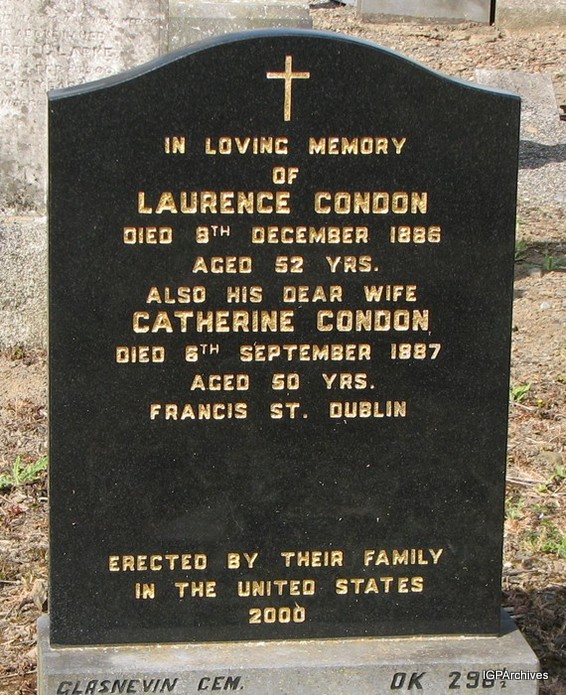 IN LOVING MEMORY
OF
LAURENCE CONDON
DIED 8TH DECEMBER 1886
AGED 52 YRS.
ALSO HIS DEAR WIFE
CATHERINE CONDON
DIED 6TH SEPTEMBER 1887
AGED 50 YRS.
FRANCIS ST. DUBLIN
ERECTED BY THEIR FAMILY
IN THE UNITED STATES
2000
GLASNEVIN CEM. OK
IGPArchives